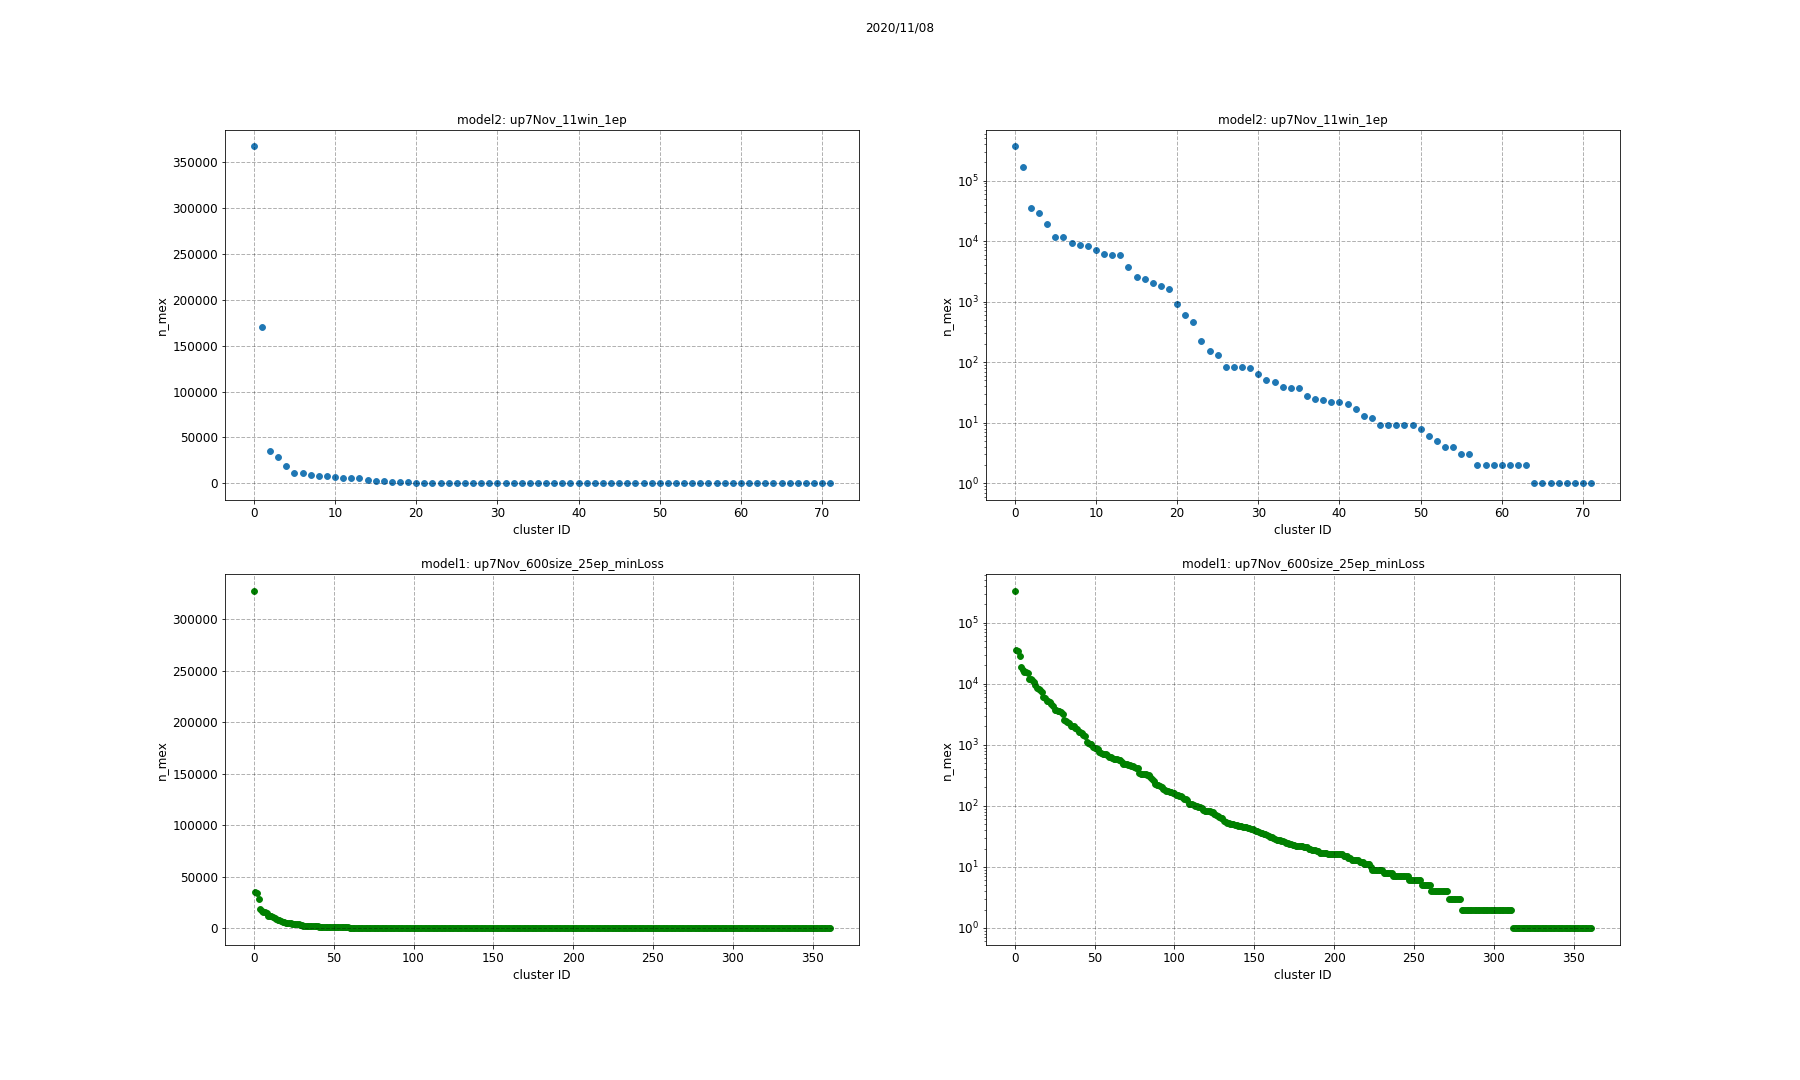 2020/11/08
model2: up7Nov_11win_1ep
350000
300000
250000
200000
150000
100000
50000
0
n_mex
0 10 20 30 40 50 60 70
cluster ID
model2: up7Nov_11win_1ep
10^5
10^4
10^3
10^2
10^1
10^0
n_mex
0 10 20 30 40 50 60 70
cluster ID
model1: up7Nov_600size_25ep_minLoss
300000
250000
200000
150000
100000
50000
0
n_mex
0 50 100 150 200 250 300 350
cluster ID
model1: up7Nov_600size_25ep_minLoss
10^5
10^4
10^3
10^2
10^1
10^0
n_mex
0 50 100 150 200 250 300 350
cluster ID